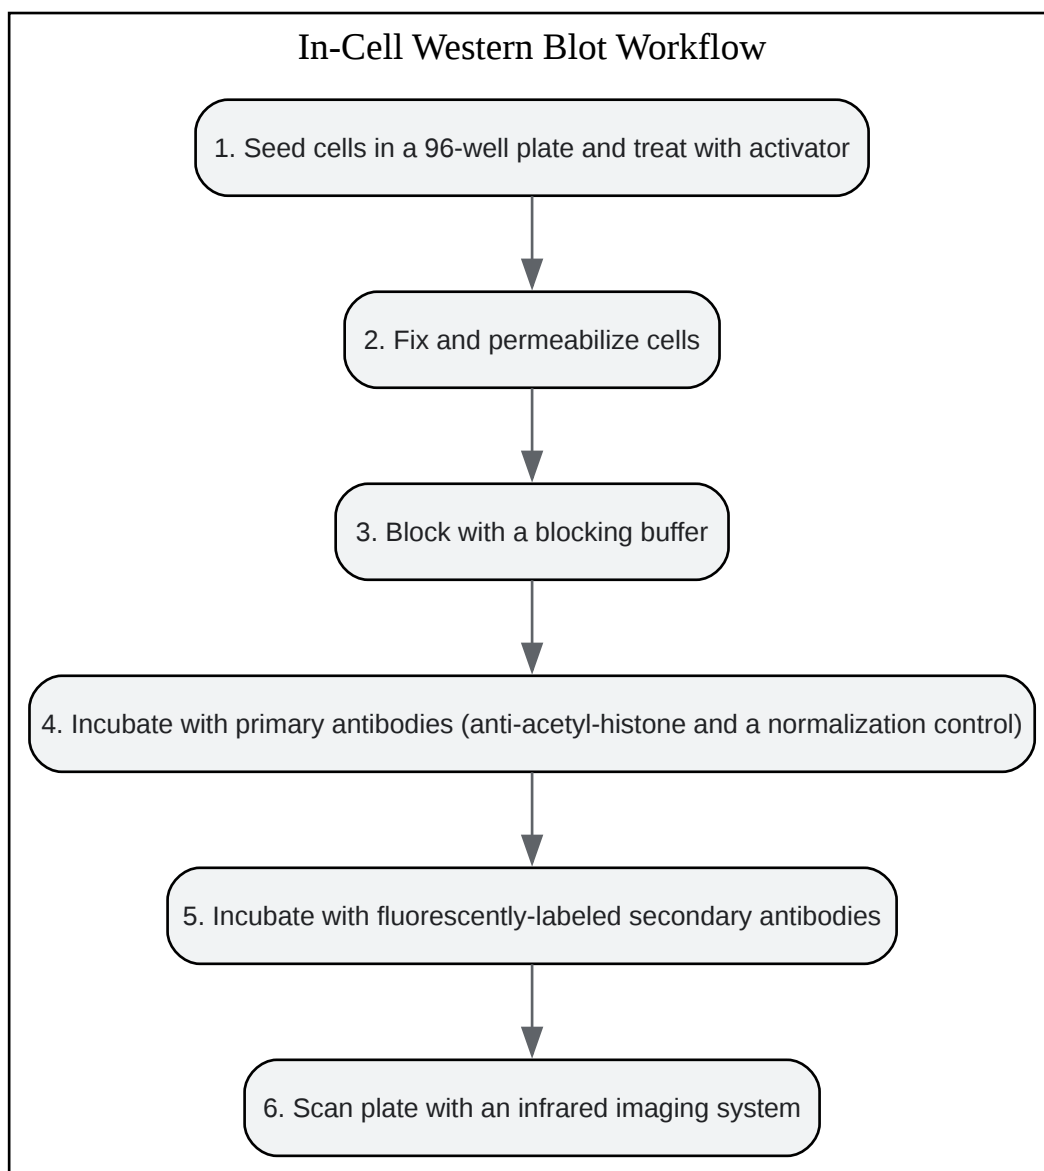 In-Cell Western Blot Workflow
1. Seed cells in a 96-well plate and treat with activator
2. Fix and permeabilize cells
3. Block with a blocking buffer
4. Incubate with primary antibodies (anti-acetyl-histone and a normalization control)
5. Incubate with fluorescently-labeled secondary antibodies
6. Scan plate with an infrared imaging system